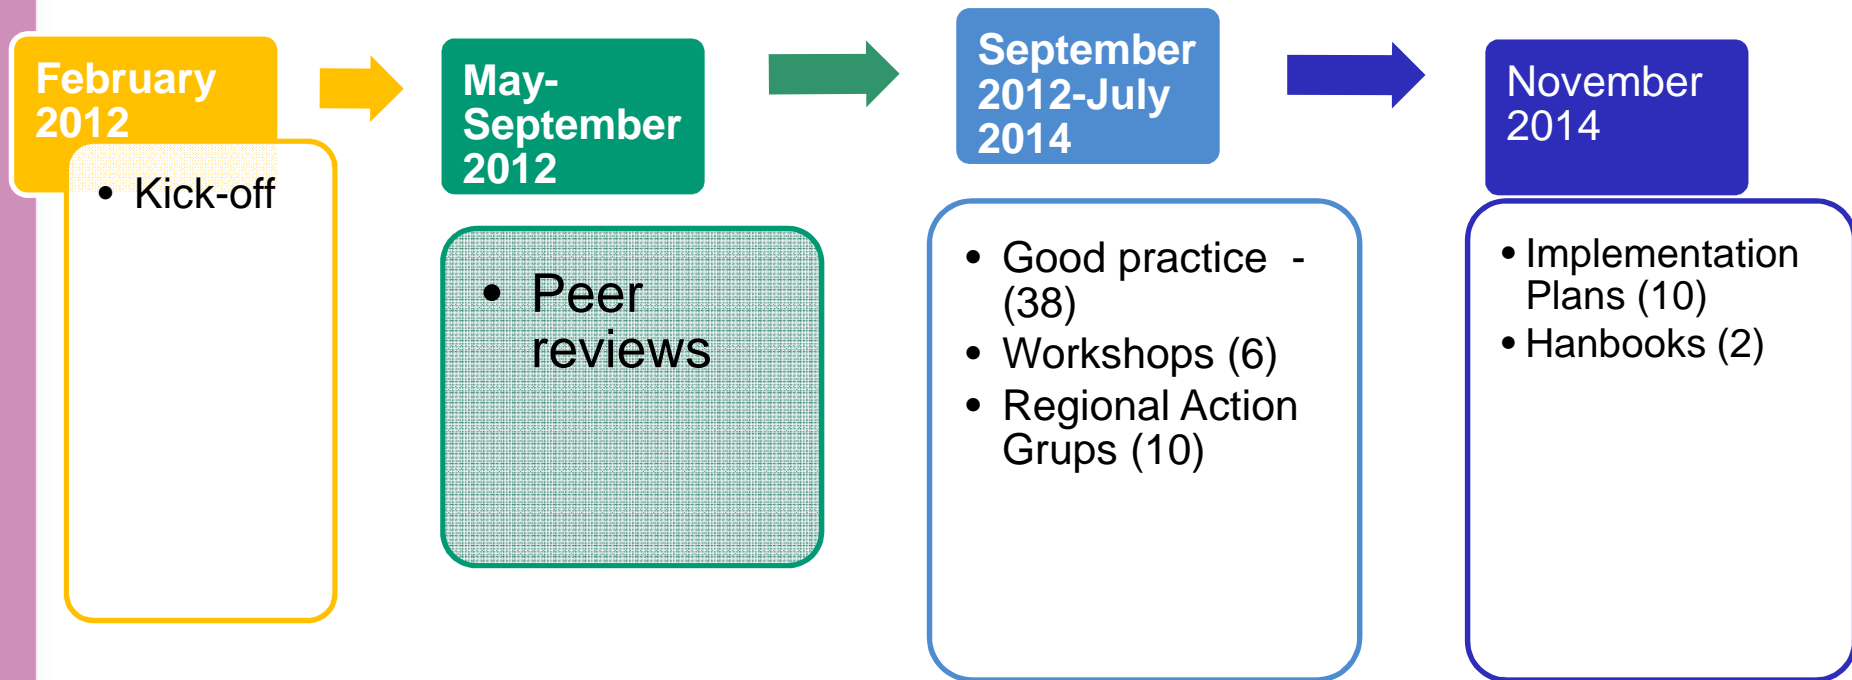 February
2012
• Kick-off
May-
September
2012
• Peer
reviews
September
2012-July
2014
• Good practice -
(38)
• Workshops (6)
• Regional Action
Grups (10)
November
2014
• Implementation
Plans (10)
• Hanbooks (2)